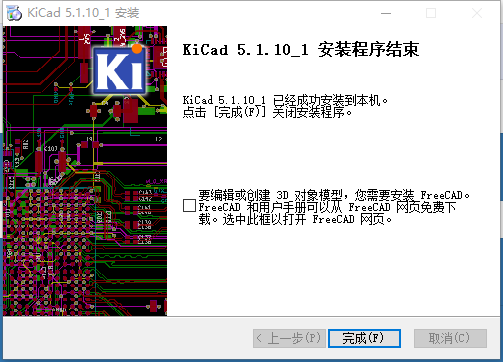 KiCad 5.1.10_1 安装
Ki
KiCad 5.1.10_1 安装程序结束
KiCad 5.1.10_1 已经成功安装到本机。
点击 [完成(F)] 关闭安装程序。
要编辑或创建 3D 对象模型，您需要安装 FreeCAD。
FreeCAD 和用户手册可以从 FreeCAD 网页免费下
载。选中此框以打开 FreeCAD 网页。
< 上一步(P)
完成(F)
取消(C)